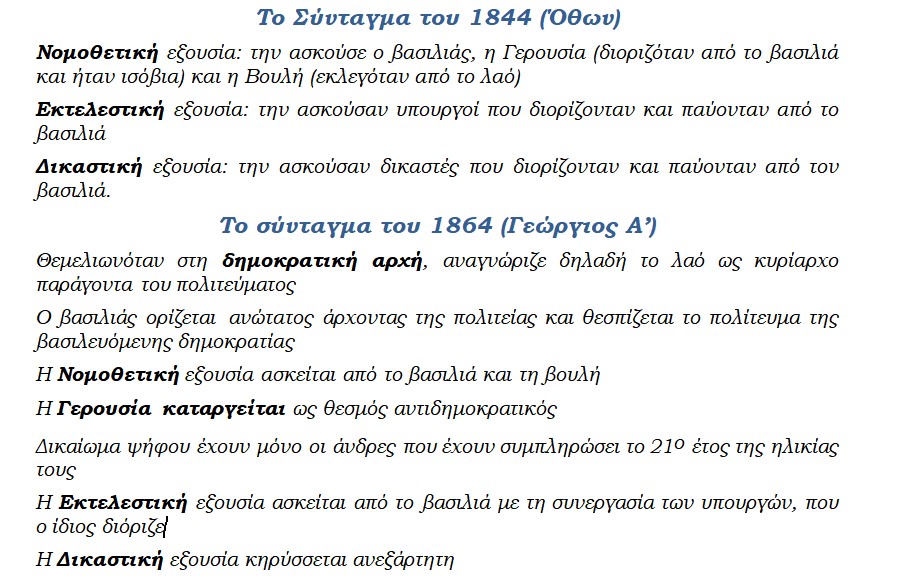 Το Σύνταγμα του 1844 (Όθων)
Νομοθετική εξουσία: την ασκούσε ο βασιλιάς, η Γερουσία (διοριζόταν από το βασιλιά
και ήταν ισόβια) και η Βουλή (εκλεγόταν από το λαό)
Εκτελεστική εξουσία: την ασκούσαν υπουργοί που διορίζονταν και παύονταν από το
βασιλιά
Δικαστική εξουσία: την ασκούσαν δικαστές που διορίζονταν και παύονταν από τον
βασιλιά.
Το σύνταγμα του 1864 (Γεώργιος Α’)
Θεμελιωνόταν στη δημοκρατική αρχή, αναγνώριζε δηλαδή το λαό ως κυρίαρχο
παράγοντα του πολιτεύματος
Ο βασιλιάς ορίζεται ανώτατος άρχοντας της πολιτείας και θεσπίζεται το πολίτευμα της
βασιλευόμενης δημοκρατίας
Η Νομοθετική εξουσία ασκείται από το βασιλιά και τη βουλή
Η Γερουσία καταργείται ως θεσμός αντιδημοκρατικός
Δικαίωμα ψήφου έχουν μόνο οι άνδρες που έχουν συμπληρώσει το 21ο έτος της ηλικίας
τους
Η Εκτελεστική εξουσία ασκείται από το βασιλιά με τη συνεργασία των υπουργών, που
ο ίδιος διόριζε
Η Δικαστική εξουσία κηρύσσεται ανεξάρτητη